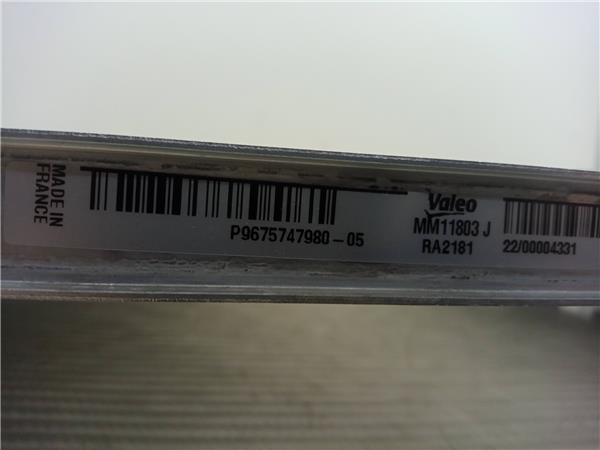 MADE IN
FRANCE
P9675747980-05
Valeo
MM11803 J
RA2181
22/00004331